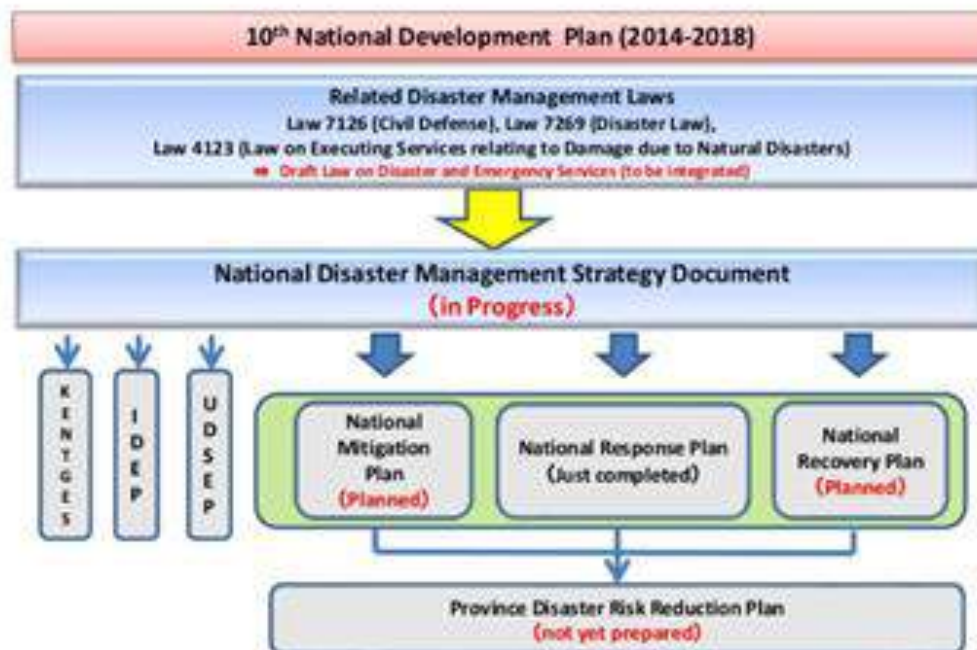 10th National Development Plan (2014-2018)
Related Disaster Management Laws
Law 7126 (Civil Defense), Law 7269 (Disaster Law),
Law 4123 (Law on Executing Services relating to Damage due to Natural Disasters)
⇒ Draft Law on Disaster and Emergency Services (to be integrated)
National Disaster Management Strategy Document
(in Progress)
KENTGES
IDEP
UDSEP
National
Mitigation
Plan
(Planned)
National Response Plan
(Just completed)
National
Recovery Plan
(Planned)
Province Disaster Risk Reduction Plan
(not yet prepared)